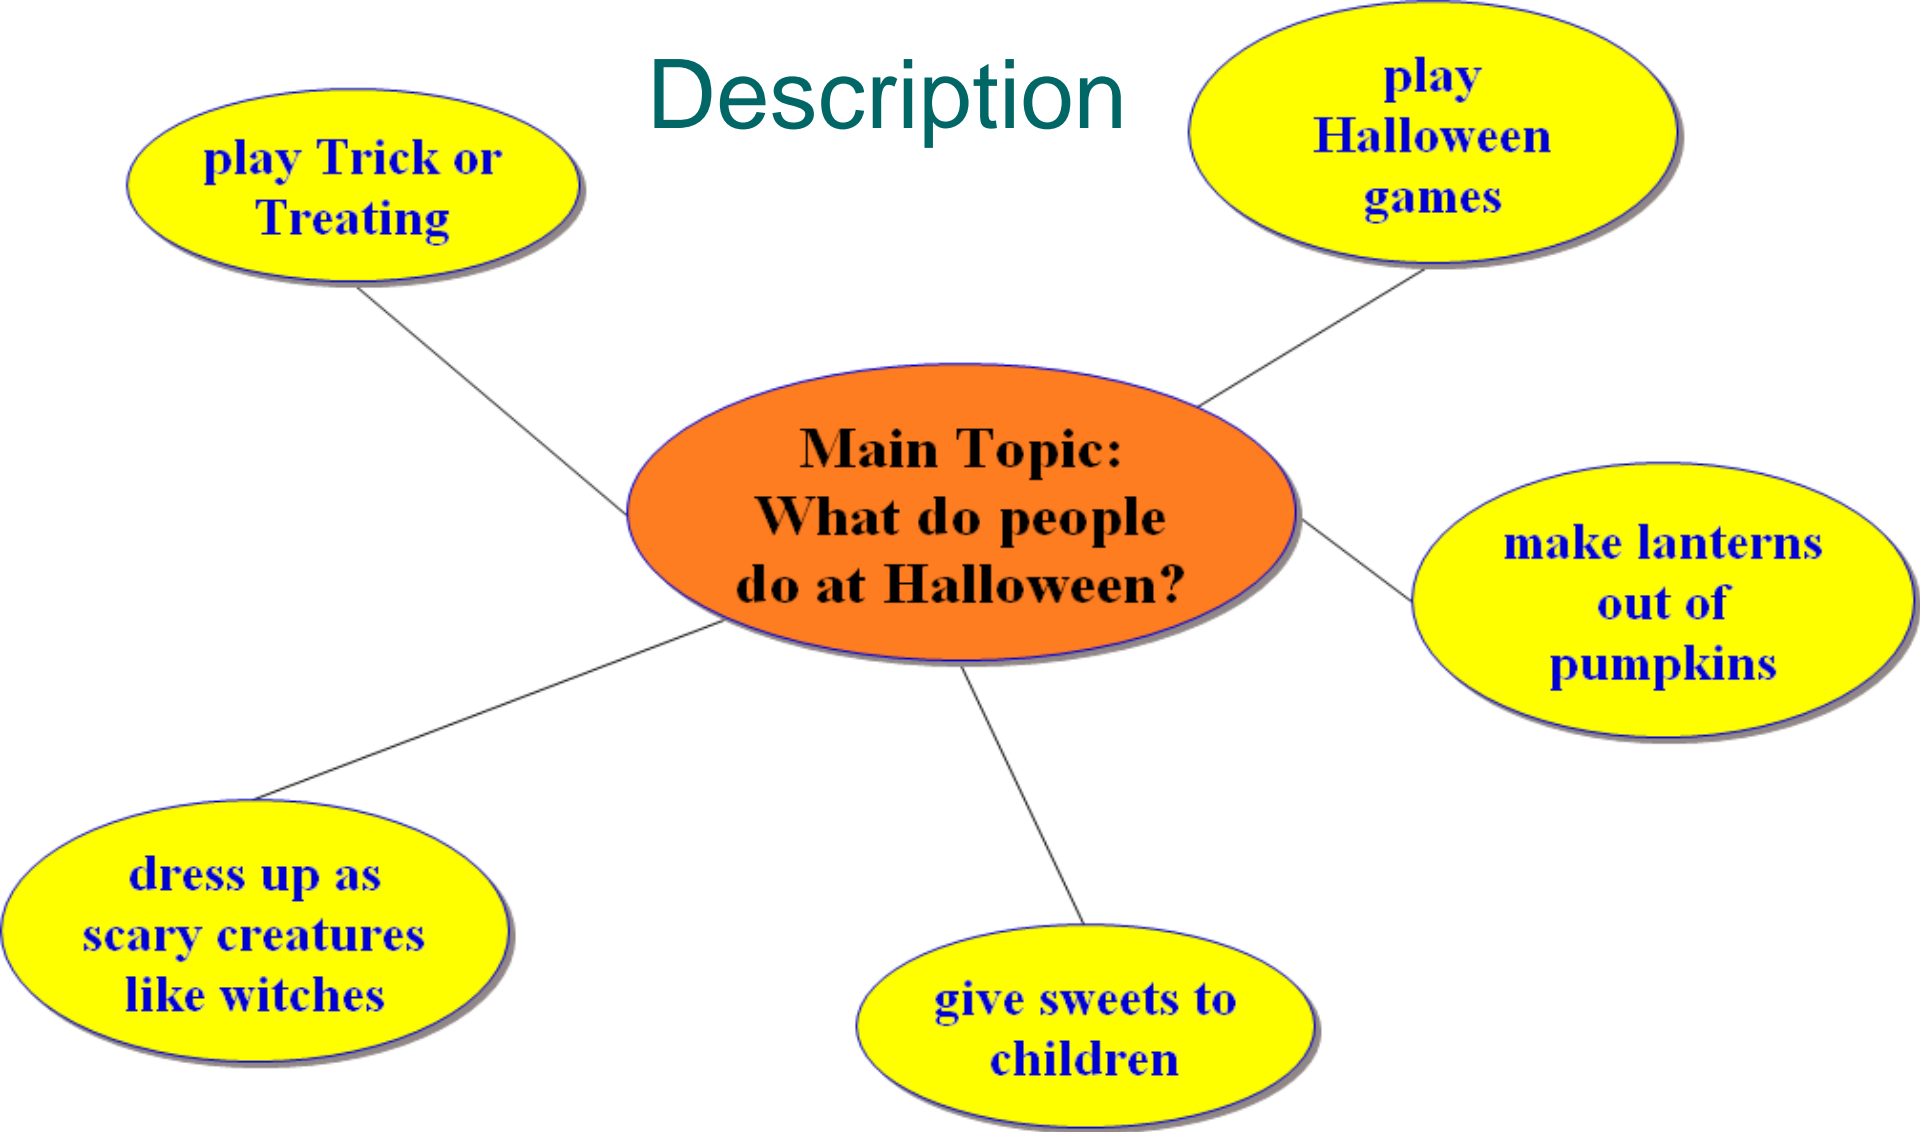 Description
play Trick or
Treating
play
Halloween
games
Main Topic:
What do people
do at Halloween?
make lanterns
out of
pumpkins
dress up as
scary creatures
like witches
give sweets to
children